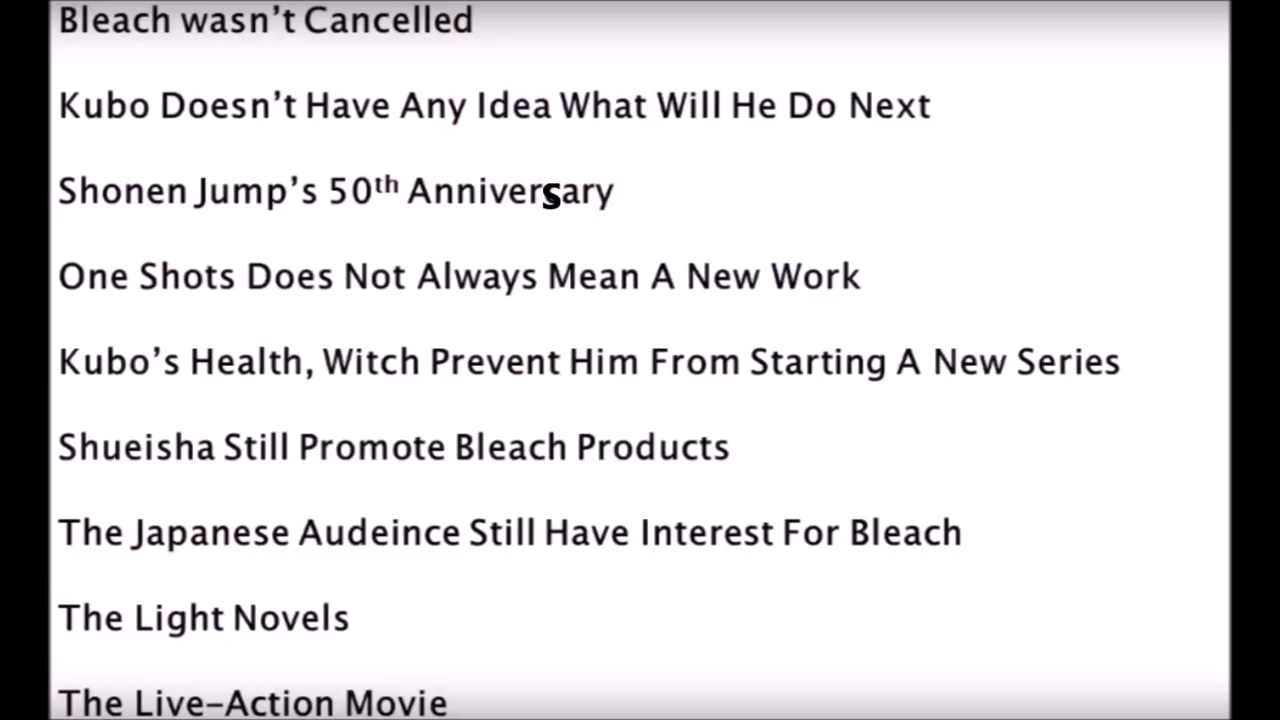 Bleach wasn't Cancelled
Kubo Doesn't Have Any Idea What Will He Do Next
Shonen Jump's 50th Anniversary
One Shots Does Not Always Mean A New Work
Kubo's Health, Witch Prevent Him From Starting A New Series
Shueisha Still Promote Bleach Products
The Japanese Audeince Still Have Interest For Bleach
The Light Novels
The Live-Action Movie